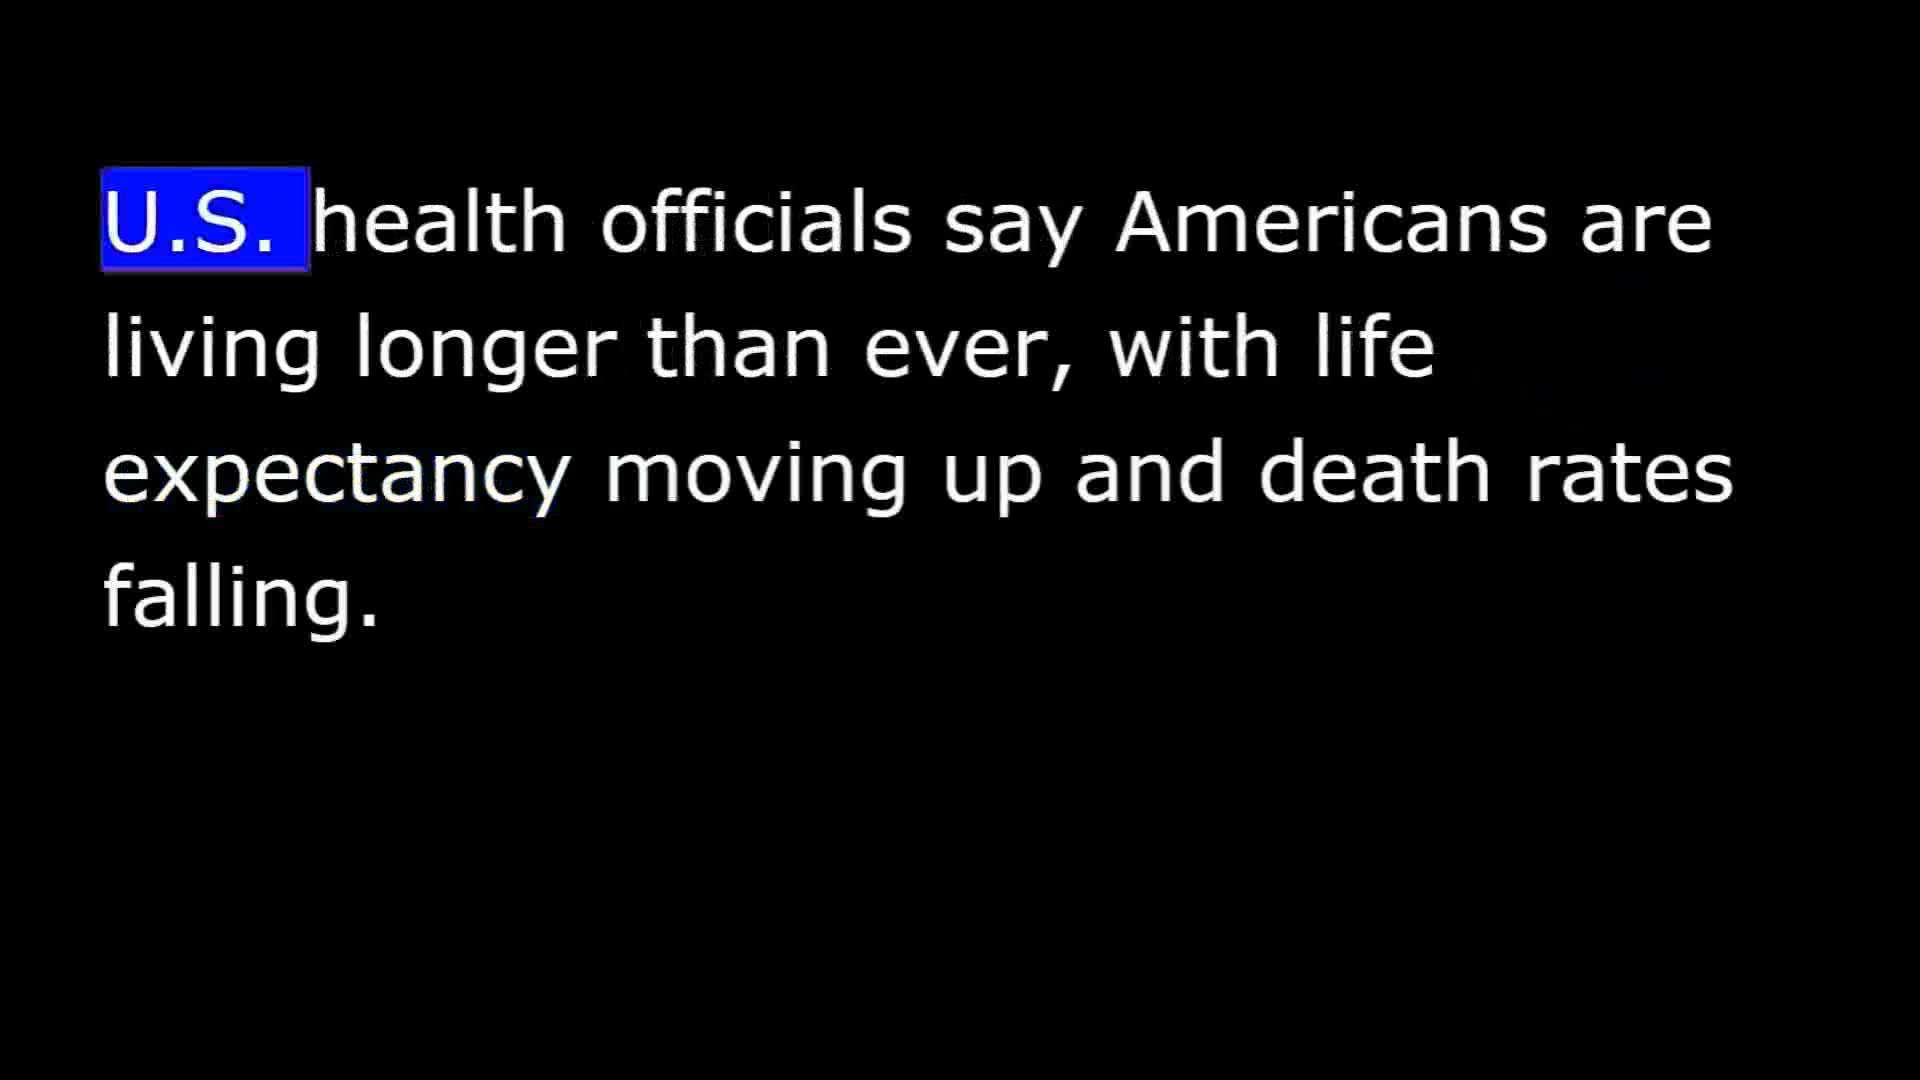 U.S. health officials say Americans are
living longer than ever, with life
expectancy moving up and death rates
falling.